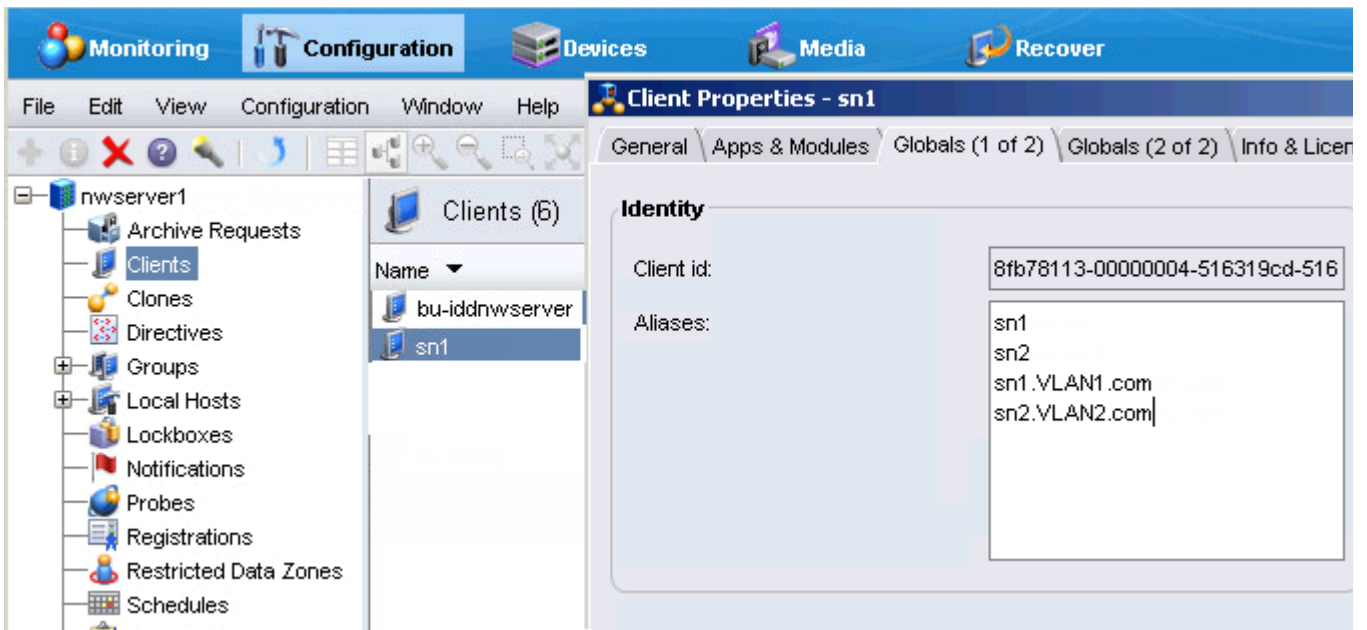 Monitoring Configuration Devices Media Recover
File Edit View Configuration Window Help
Client Properties - sn1
General Apps & Modules Globals (1 of 2) Globals (2 of 2) Info & Licen
nwserver1
Archive Requests
Clients
Clones
Directives
Groups
Local Hosts
Lockboxes
Notifications
Probes
Registrations
Restricted Data Zones
Schedules
Clients (6)
Name
bu-iddnwserver
sn1
Identity
Client id: 8fb78113-00000004-516319cd-516
Aliases: sn1
sn2
sn1.VLAN1.com
sn2.VLAN2.com